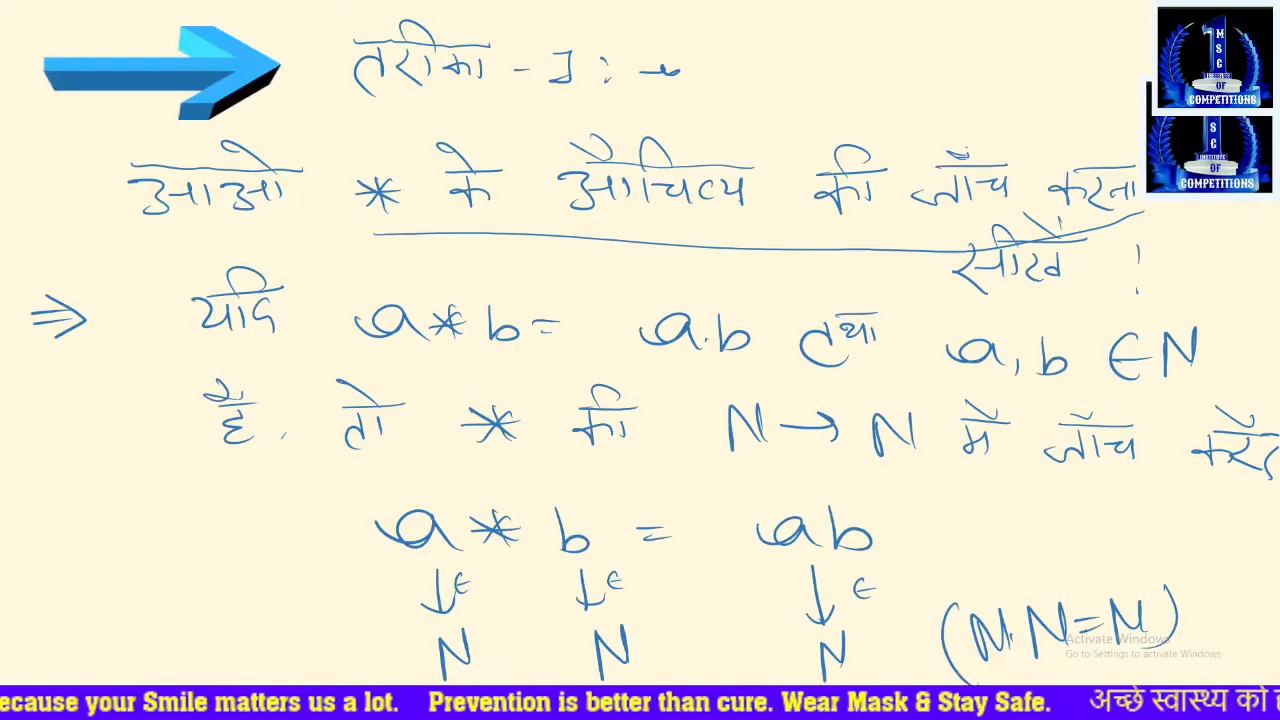 तरीका - I : →
आओ * के औचित्य की जाँच करना
सीखें !
⇒ यदि a * b = a.b तथा a, b ∈ N
है, तो * की N → N में जाँच करें
a * b = ab
↓∈ ↓∈ ↓∈
N N N (N.N=N)
1
MSC
INSTITUTE
OF
COMPETITIONS
SC
INSTITUTE
OF
COMPETITIONS
Activate Windows
Go to Settings to activate Windows
ecause your Smile matters us a lot. Prevention is better than cure. Wear Mask & Stay Safe. अच्छे स्वास्थ्य को